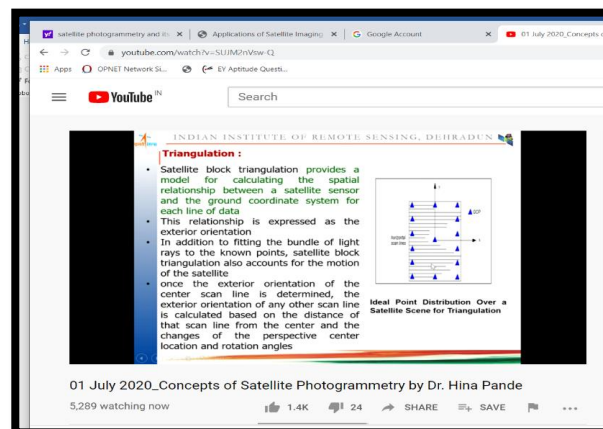 satellite photogrammetry and its
Applications of Satellite Imaging
Google Account
01 July 2020_Concepts o
youtube.com/watch?v=SUJM2nVsw-Q
Apps
OPNET Network Si...
EY Aptitude Questi...
YouTube IN
Search
INDIAN INSTITUTE OF REMOTE SENSING, DEHRADUN
Triangulation :
• Satellite block triangulation provides a
model for calculating the spatial
relationship between a satellite sensor
and the ground coordinate system for
each line of data
• This relationship is expressed as the
exterior orientation
• In addition to fitting the bundle of light
rays to the known points, satellite block
triangulation also accounts for the motion
of the satellite
• once the exterior orientation of the
center scan line is determined, the
exterior orientation of any other scan line
is calculated based on the distance of
that scan line from the center and the
changes of the perspective center
location and rotation angles
GCP
horizontal
scan lines
x
Ideal Point Distribution Over a
Satellite Scene for Triangulation
01 July 2020_Concepts of Satellite Photogrammetry by Dr. Hina Pande
5,289 watching now
1.4K
24
SHARE
SAVE